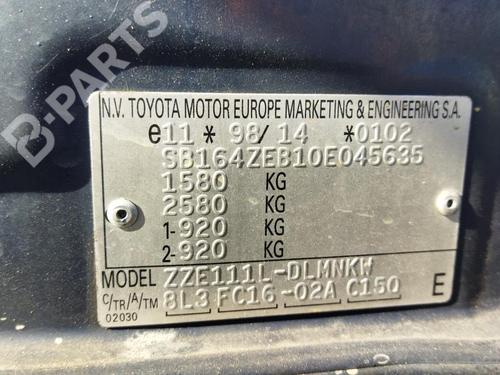 B-PARTS
N.V. TOYOTA MOTOR EUROPE MARKETING & ENGINEERING S.A.
e11 * 98/14 *0102
SB164ZEB10E045635
1580 KG
2580 KG
1-920 KG
2-920 KG
MODEL ZZE111L-DLMNKW
C/TR/A/TM 8L3 FC16 -02A C150 E
02030
B-PARTS